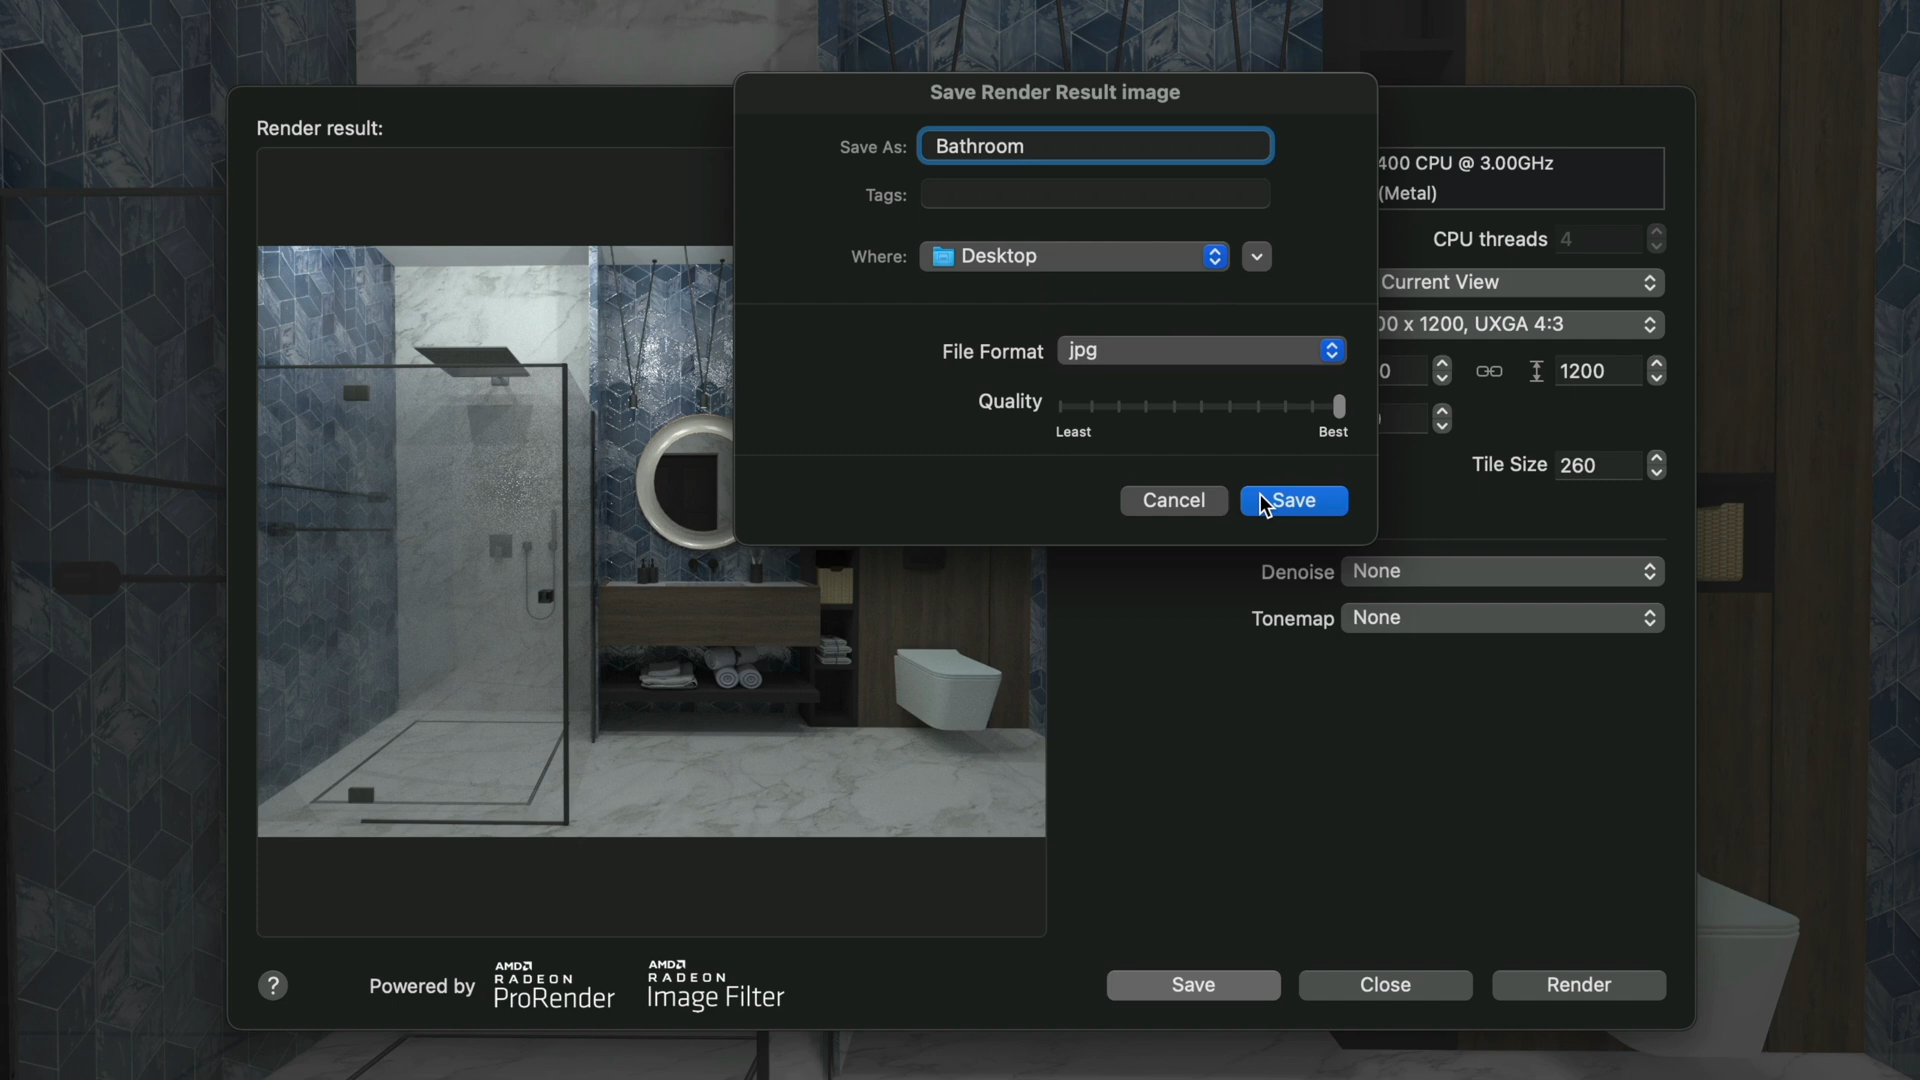 Save Render Result image
Render result:
Save As: Bathroom
Tags:
Where: Desktop
File Format jpg
Quality
Least Best
Cancel Save
400 CPU @ 3.00GHz
(Metal)
CPU threads 4
Current View
00 x 1200, UXGA 4:3
0 1200
Tile Size 260
Denoise None
Tonemap None
? Powered by
AMD
RADEON
ProRender
AMD
RADEON
Image Filter
Save Close Render